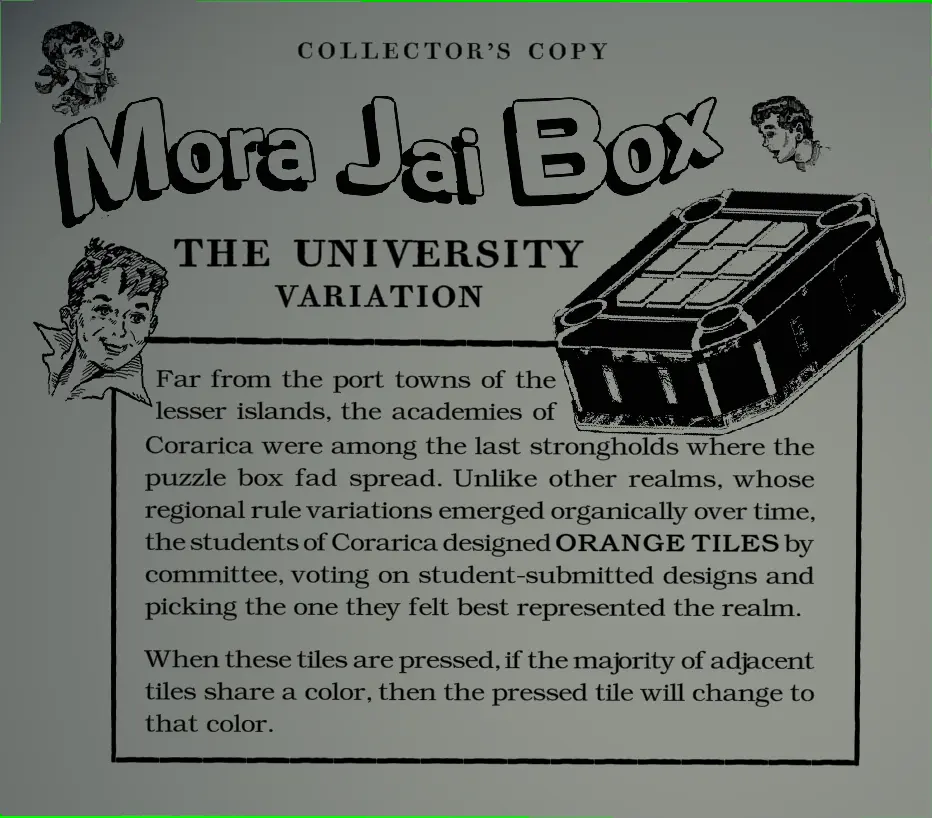 COLLECTOR'S COPY
Mora Jai Box
THE UNIVERSITY
VARIATION
Far from the port towns of the
lesser islands, the academies of
Corarica were among the last strongholds where the
puzzle box fad spread. Unlike other realms, whose
regional rule variations emerged organically over time,
the students of Corarica designed ORANGE TILES by
committee, voting on student-submitted designs and
picking the one they felt best represented the realm.
When these tiles are pressed, if the majority of adjacent
tiles share a color, then the pressed tile will change to
that color.